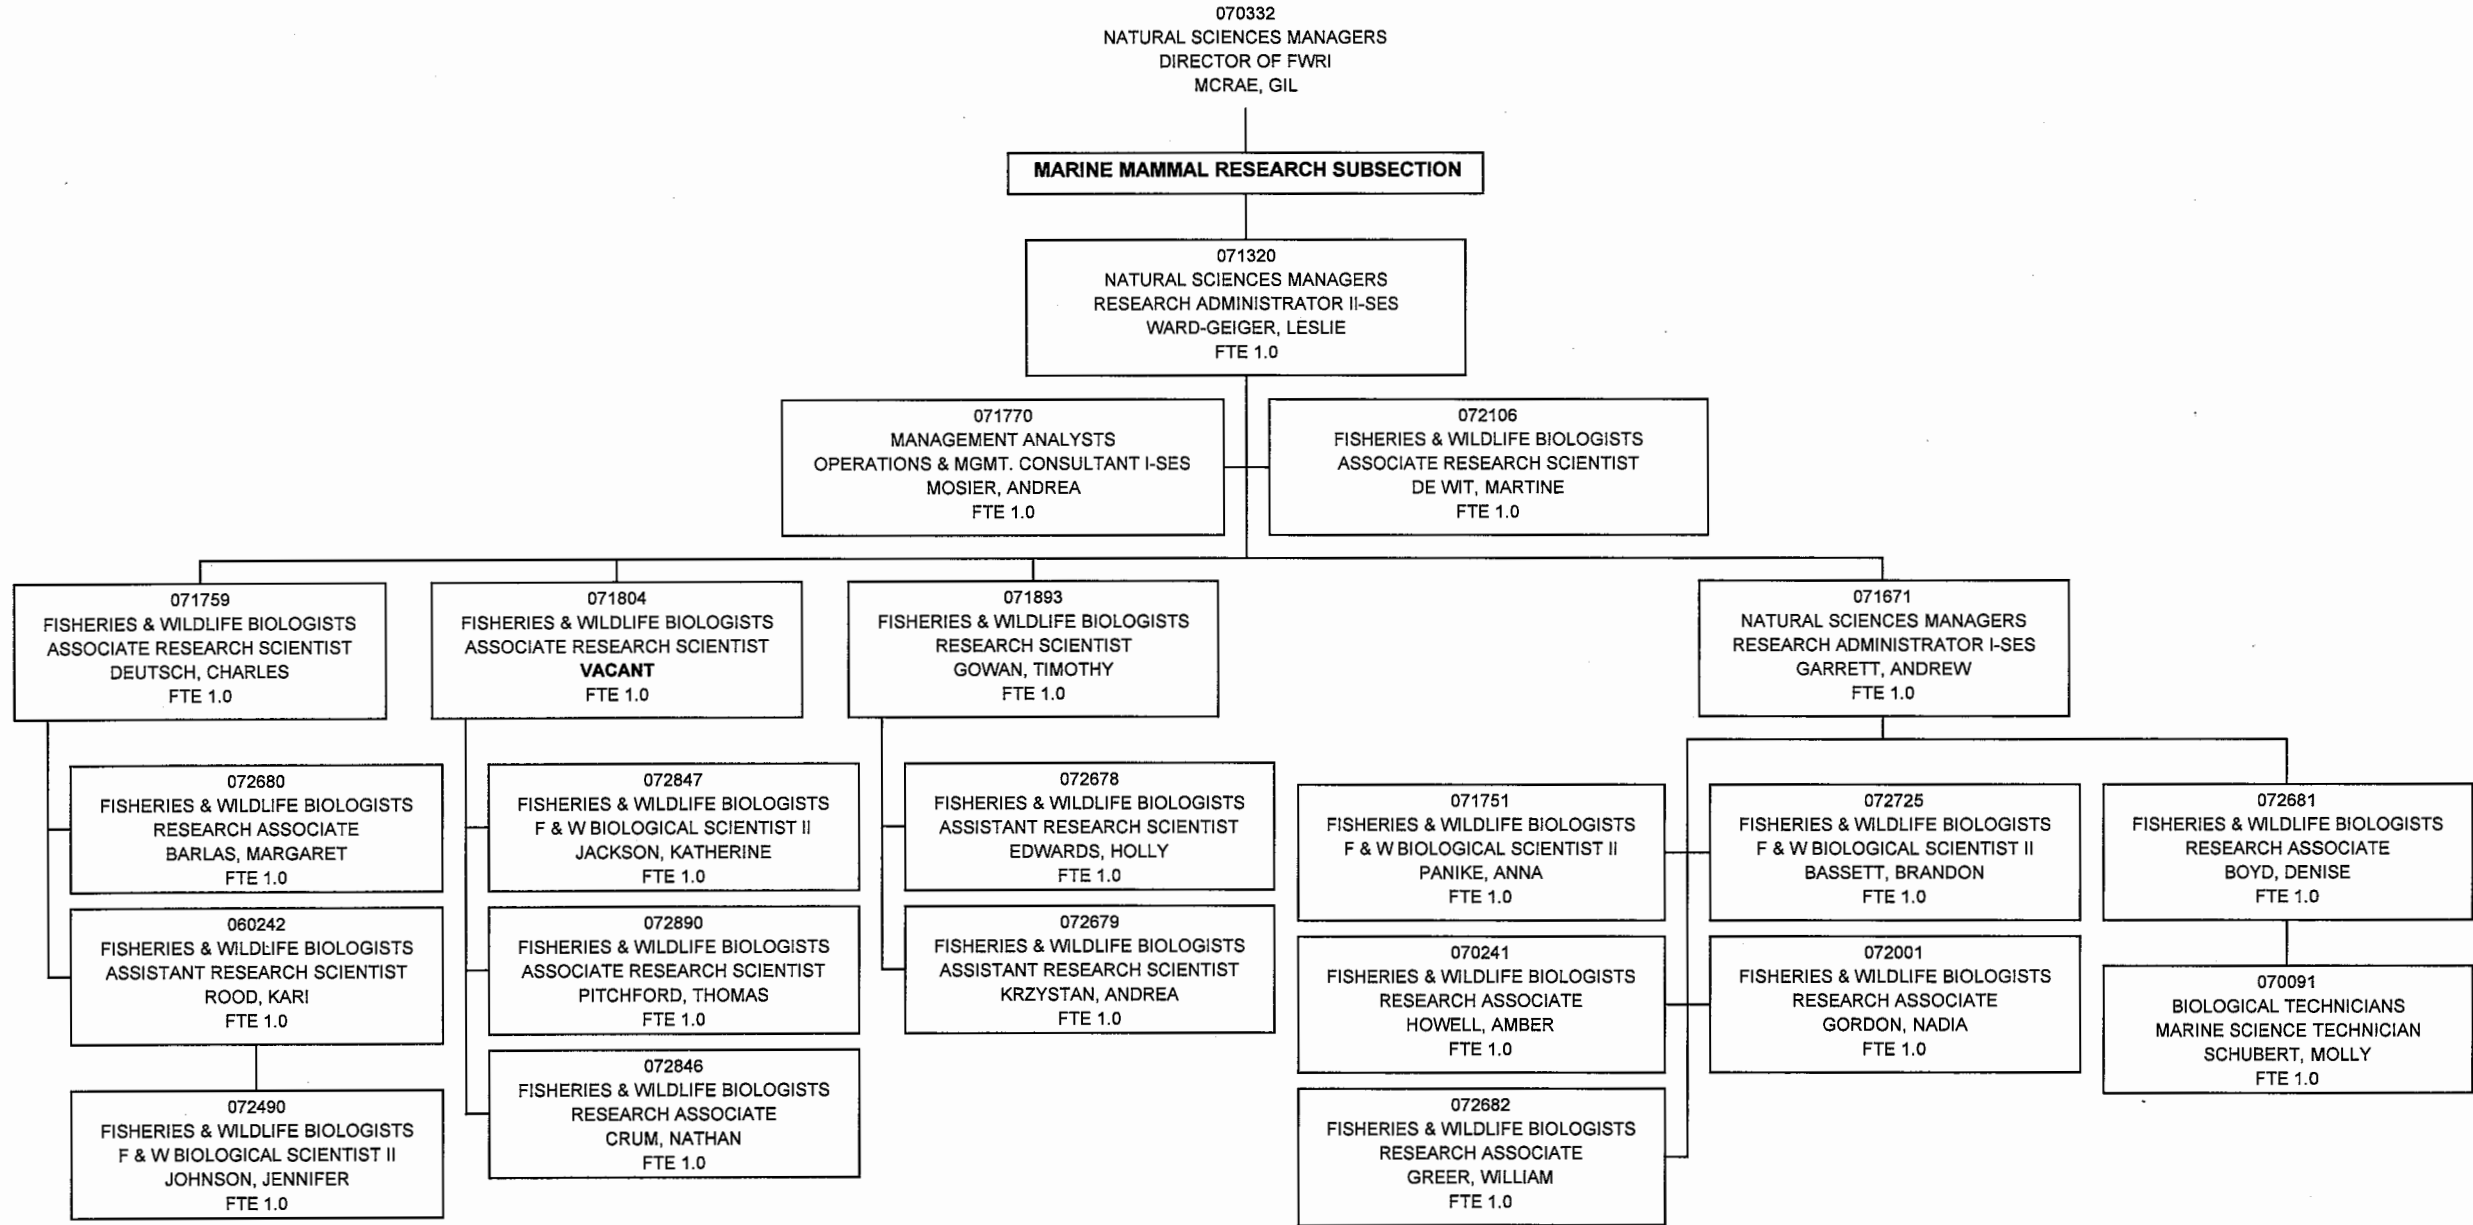 070332
NATURAL SCIENCES MANAGERS
DIRECTOR OF FWRI
MCRAE, GIL
MARINE MAMMAL RESEARCH SUBSECTION
071320
NATURAL SCIENCES MANAGERS
RESEARCH ADMINISTRATOR II-SES
WARD-GEIGER, LESLIE
FTE 1.0
071770
MANAGEMENT ANALYSTS
OPERATIONS & MGMT. CONSULTANT I-SES
MOSIER, ANDREA
FTE 1.0
072106
FISHERIES & WILDLIFE BIOLOGISTS
ASSOCIATE RESEARCH SCIENTIST
DE WIT, MARTINE
FTE 1.0
071759
FISHERIES & WILDLIFE BIOLOGISTS
ASSOCIATE RESEARCH SCIENTIST
DEUTSCH, CHARLES
FTE 1.0
071804
FISHERIES & WILDLIFE BIOLOGISTS
ASSOCIATE RESEARCH SCIENTIST
VACANT
FTE 1.0
071893
FISHERIES & WILDLIFE BIOLOGISTS
RESEARCH SCIENTIST
GOWAN, TIMOTHY
FTE 1.0
071671
NATURAL SCIENCES MANAGERS
RESEARCH ADMINISTRATOR I-SES
GARRETT, ANDREW
FTE 1.0
072680
FISHERIES & WILDLIFE BIOLOGISTS
RESEARCH ASSOCIATE
BARLAS, MARGARET
FTE 1.0
060242
FISHERIES & WILDLIFE BIOLOGISTS
ASSISTANT RESEARCH SCIENTIST
ROOD, KARI
FTE 1.0
072490
FISHERIES & WILDLIFE BIOLOGISTS
F & W BIOLOGICAL SCIENTIST II
JOHNSON, JENNIFER
FTE 1.0
072847
FISHERIES & WILDLIFE BIOLOGISTS
F & W BIOLOGICAL SCIENTIST II
JACKSON, KATHERINE
FTE 1.0
072890
FISHERIES & WILDLIFE BIOLOGISTS
ASSOCIATE RESEARCH SCIENTIST
PITCHFORD, THOMAS
FTE 1.0
072846
FISHERIES & WILDLIFE BIOLOGISTS
RESEARCH ASSOCIATE
CRUM, NATHAN
FTE 1.0
072678
FISHERIES & WILDLIFE BIOLOGISTS
ASSISTANT RESEARCH SCIENTIST
EDWARDS, HOLLY
FTE 1.0
072679
FISHERIES & WILDLIFE BIOLOGISTS
ASSISTANT RESEARCH SCIENTIST
KRZYSTAN, ANDREA
FTE 1.0
071751
FISHERIES & WILDLIFE BIOLOGISTS
F & W BIOLOGICAL SCIENTIST II
PANIKE, ANNA
FTE 1.0
072725
FISHERIES & WILDLIFE BIOLOGISTS
F & W BIOLOGICAL SCIENTIST II
BASSETT, BRANDON
FTE 1.0
070241
FISHERIES & WILDLIFE BIOLOGISTS
RESEARCH ASSOCIATE
HOWELL, AMBER
FTE 1.0
072001
FISHERIES & WILDLIFE BIOLOGISTS
RESEARCH ASSOCIATE
GORDON, NADIA
FTE 1.0
072682
FISHERIES & WILDLIFE BIOLOGISTS
RESEARCH ASSOCIATE
GREER, WILLIAM
FTE 1.0
072681
FISHERIES & WILDLIFE BIOLOGISTS
RESEARCH ASSOCIATE
BOYD, DENISE
FTE 1.0
070091
BIOLOGICAL TECHNICIANS
MARINE SCIENCE TECHNICIAN
SCHUBERT, MOLLY
FTE 1.0